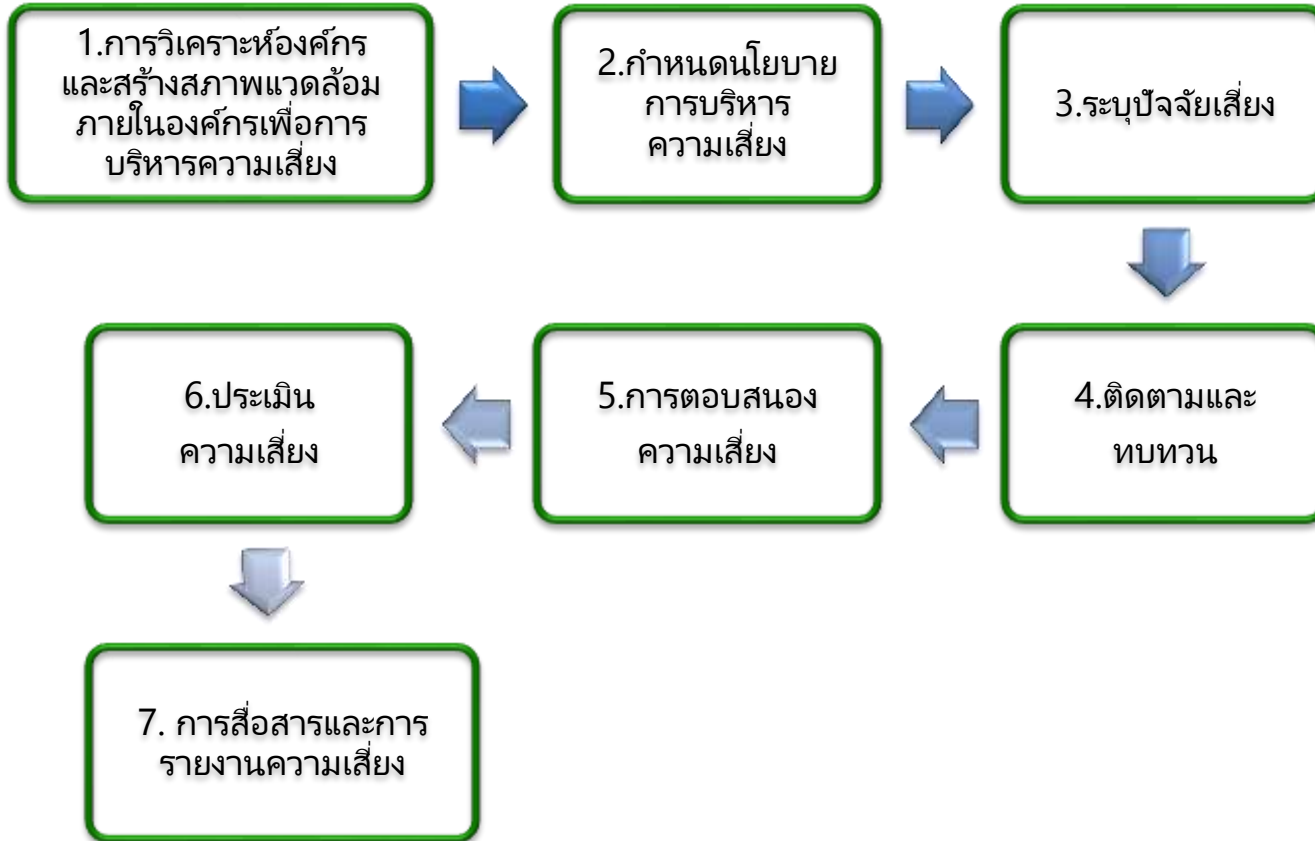 1.การวิเคราะห์องค์กร
และสร้างสภาพแวดล้อม
ภายในองค์กรเพื่อการ
บริหารความเสี่ยง
2.กำหนดนโยบาย
การบริหาร
ความเสี่ยง
3.ระบุปัจจัยเสี่ยง
4.ติดตามและ
ทบทวน
5.การตอบสนอง
ความเสี่ยง
6.ประเมิน
ความเสี่ยง
7. การสื่อสารและการ
รายงานความเสี่ยง